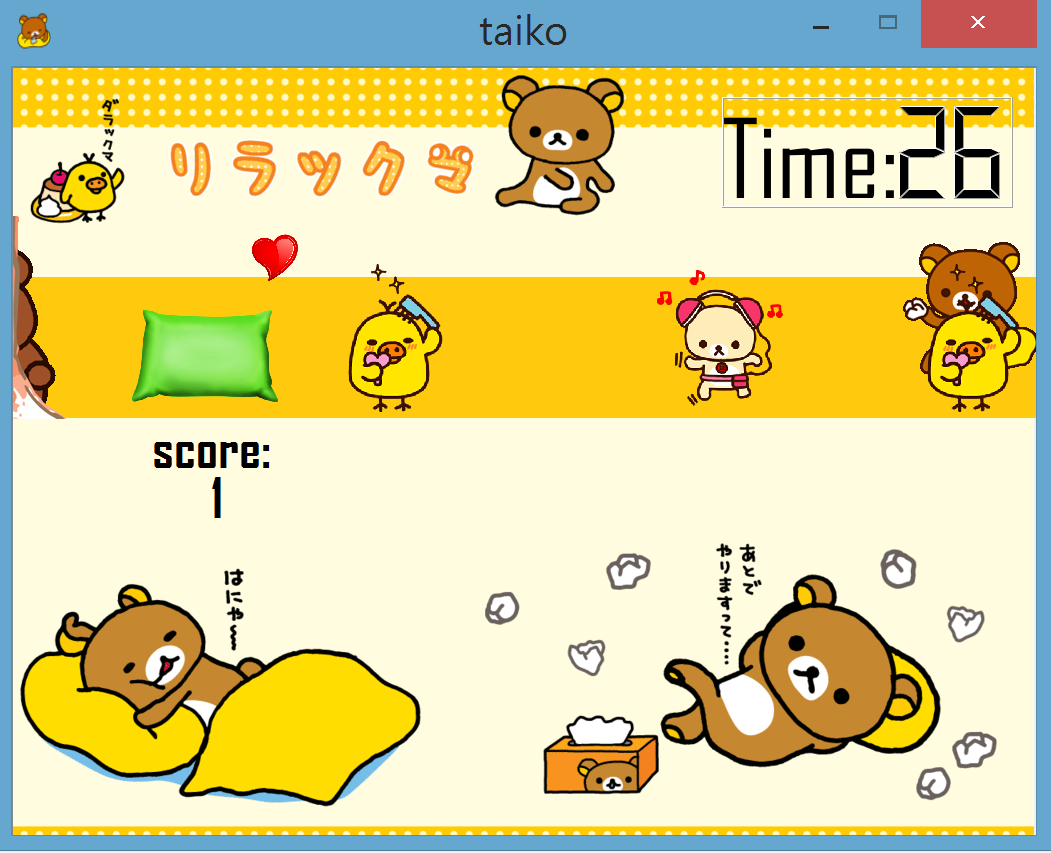 taiko
ダラックマ
リラックマ
Time:26
score:
1
はにゃ〜
あとで
やりますって.....